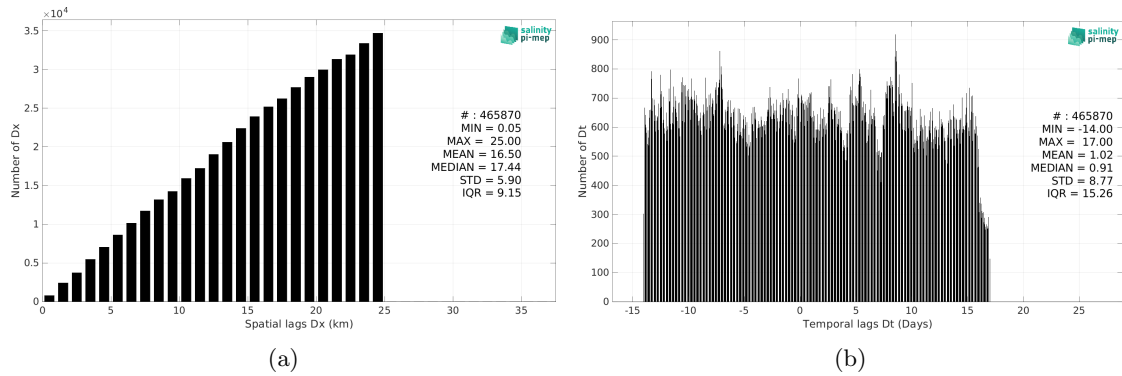 ×10^4
3.5
3
2.5
2
1.5
1
0.5
0
0 5 10 15 20 25 30 35
Number of Dx
Spatial lags Dx (km)
salinity
pi-mep
# : 465870
MIN = 0.05
MAX = 25.00
MEAN = 16.50
MEDIAN = 17.44
STD = 5.90
IQR = 9.15
(a)
900
800
700
600
500
400
300
200
100
0
-15 -10 -5 0 5 10 15 20 25
Number of Dt
Temporal lags Dt (Days)
salinity
pi-mep
# : 465870
MIN = -14.00
MAX = 17.00
MEAN = 1.02
MEDIAN = 0.91
STD = 8.77
IQR = 15.26
(b)